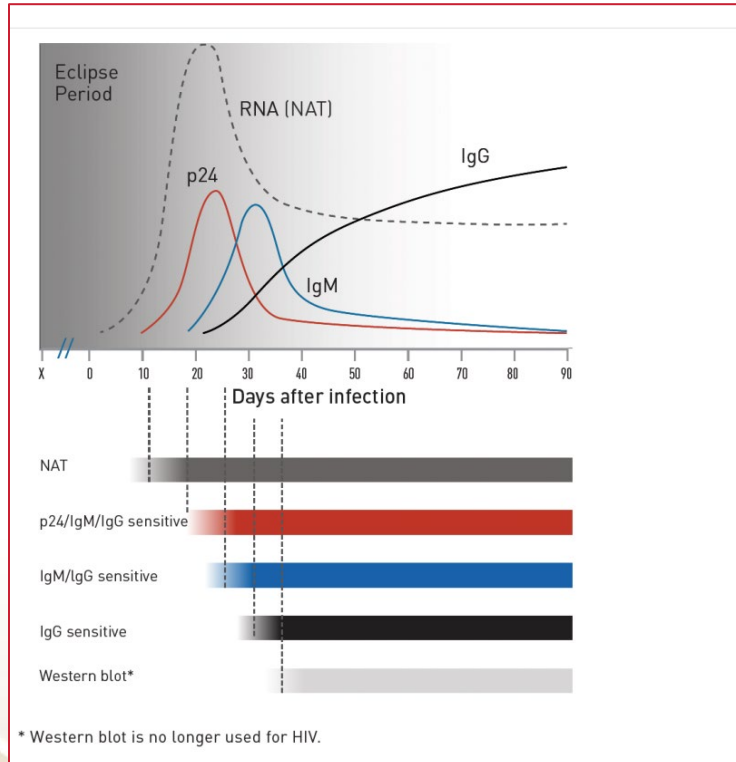 Eclipse
Period
RNA (NAT)
IgG
p24
IgM
X 0 10 20 30 40 50 60 70 80 90
Days after infection
NAT
p24/IgM/IgG sensitive
IgM/IgG sensitive
IgG sensitive
Western blot*
* Western blot is no longer used for HIV.